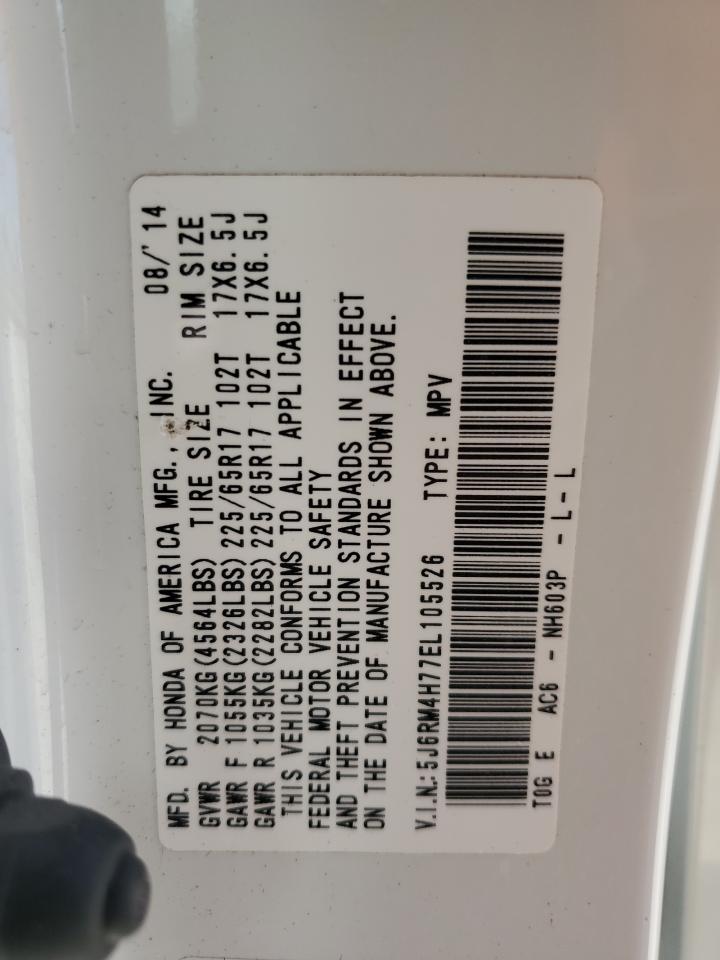 MFD. BY HONDA OF AMERICA MFG., INC. 08/'14
GVWR 2070KG(4564LBS) TIRE SIZE RIM SIZE
GAWR F 1055KG(2326LBS) 225/65R17 102T 17X6.5J
GAWR R 1035KG(2282LBS) 225/65R17 102T 17X6.5J
THIS VEHICLE CONFORMS TO ALL APPLICABLE
FEDERAL MOTOR VEHICLE SAFETY
AND THEFT PREVENTION STANDARDS IN EFFECT
ON THE DATE OF MANUFACTURE SHOWN ABOVE.
V.I.N.: 5J6RM4H77EL105526 TYPE: MPV
T0G E AC6 - NH603P - L - L